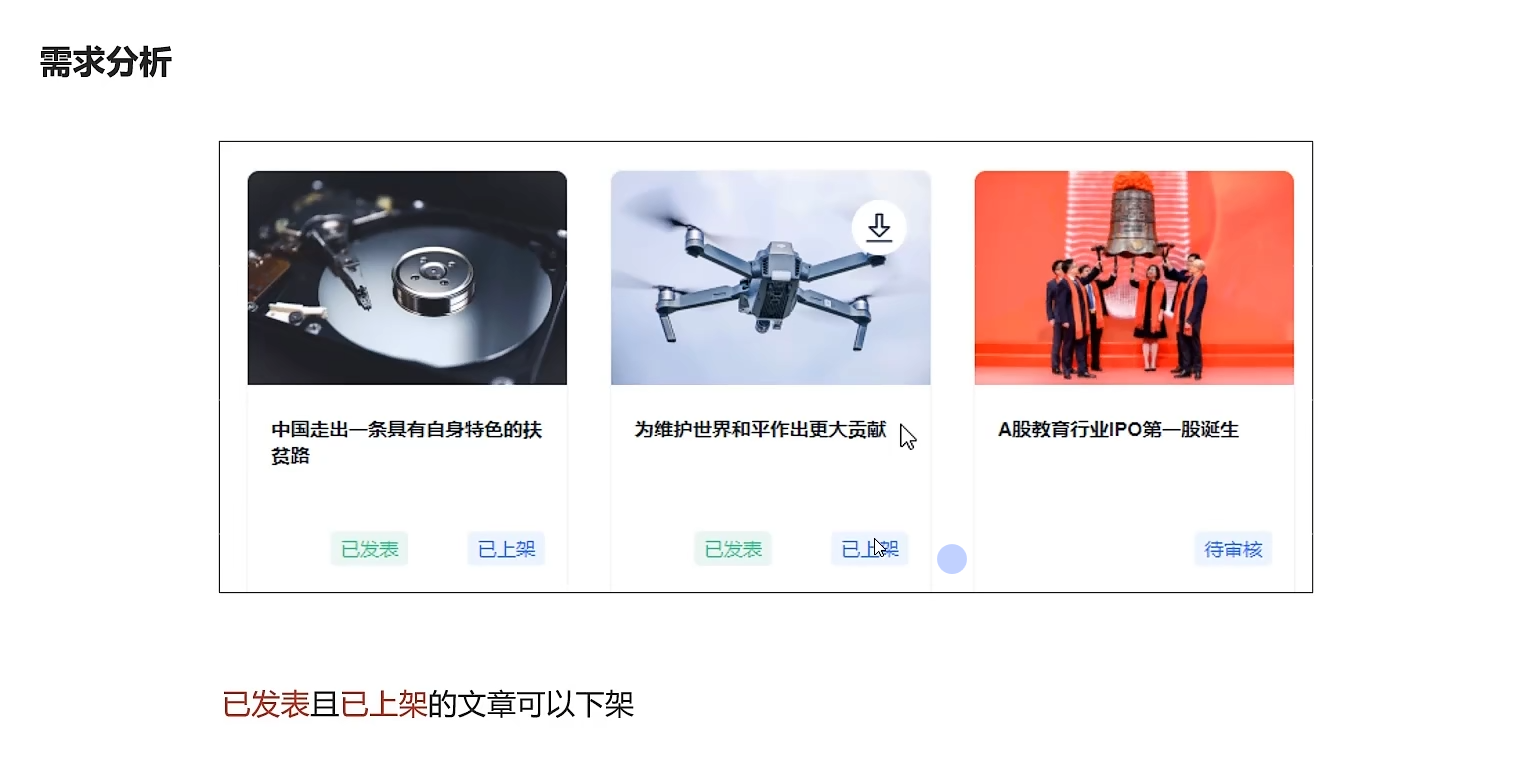 需求分析
中国走出一条具有自身特色的扶
贫路
为维护世界和平作出更大贡献
A股教育行业IPO第一股诞生
已发表
已上架
已发表
已上架
待审核
已发表且已上架的文章可以下架